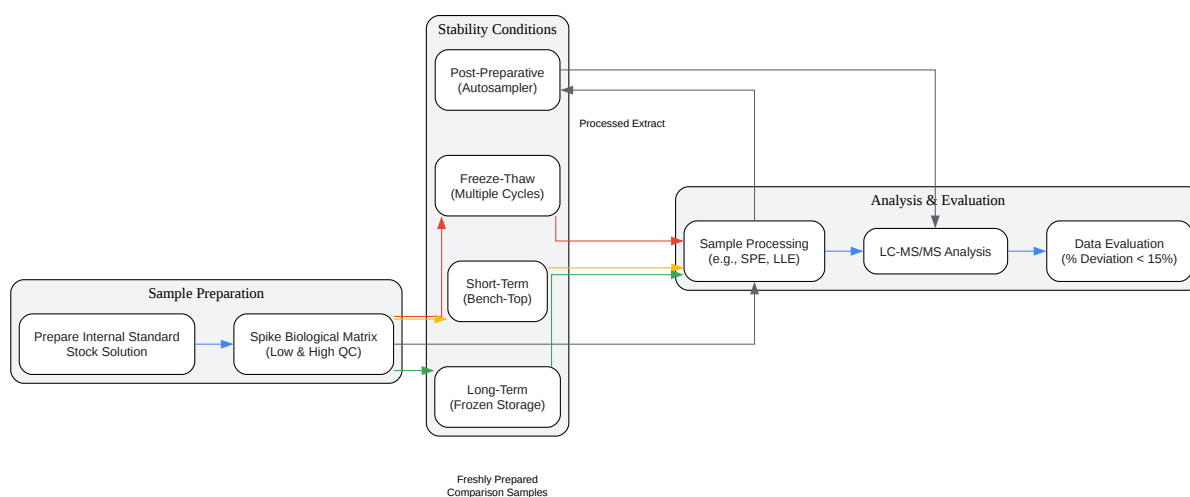 Stability Conditions
Post-Preparative
(Autosampler)
Processed Extract
Freeze-Thaw
(Multiple Cycles)
Analysis & Evaluation
Sample Processing
(e.g., SPE, LLE)
LC-MS/MS Analysis
Data Evaluation
(% Deviation < 15%)
Short-Term
(Bench-Top)
Sample Preparation
Prepare Internal Standard
Stock Solution
Spike Biological Matrix
(Low & High QC)
Long-Term
(Frozen Storage)
Freshly Prepared
Comparison Samples